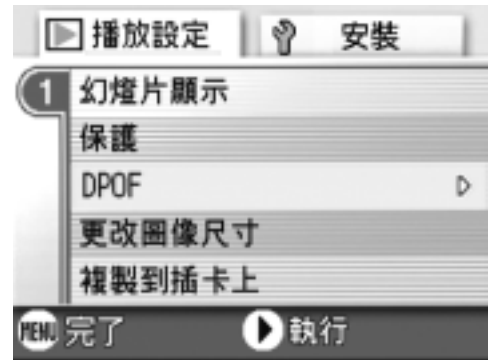 播放設定 安裝
1 幻燈片顯示
保護
DPOF
更改圖像尺寸
複製到插卡上
MENU 完了 執行